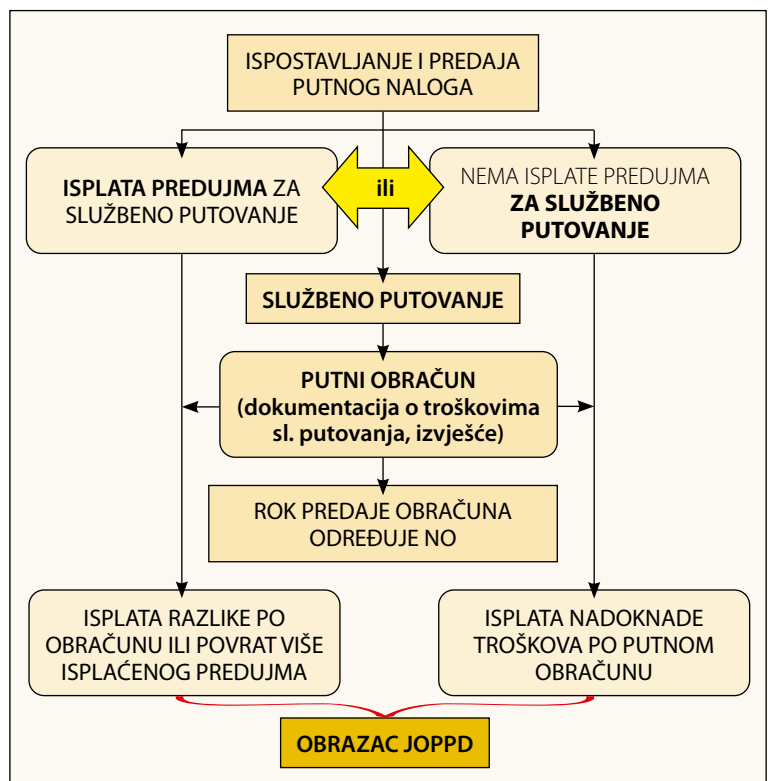 ISPOSTAVLJANJE I PREDAJA
PUTNOG NALOGA
ISPLATA PREDUJMA ZA
SLUŽBENO PUTOVANJE
ili
NEMA ISPLATE PREDUJMA
ZA SLUŽBENO
PUTOVANJE
SLUŽBENO PUTOVANJE
PUTNI OBRAČUN
(dokumentacija o troškovima
sl. putovanja, izvješće)
ROK PREDAJE OBRAČUNA
ODREĐUJE NO
ISPLATA RAZLIKE PO
OBRAČUNU ILI POVRAT VIŠE
ISPLAĆENOG PREDUJMA
ISPLATA NADOKNADE
TROŠKOVA PO PUTNOM
OBRAČUNU
OBRAZAC JOPPD